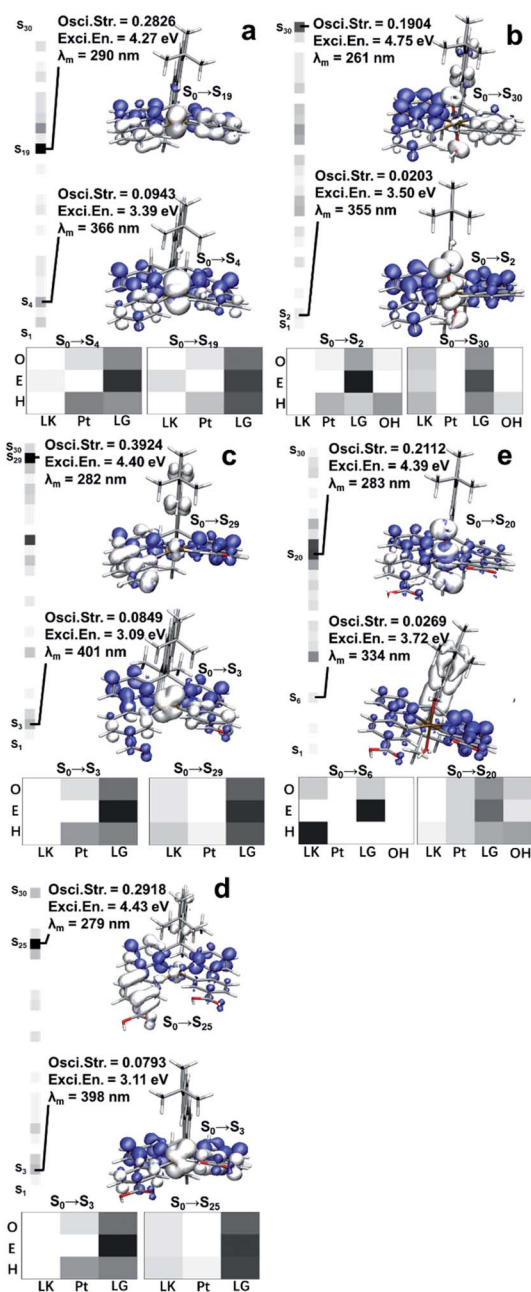 a
S30
Osci.Str. = 0.2826
Exci.En. = 4.27 eV
λm = 290 nm
S0→S19
S19
Osci.Str. = 0.0943
Exci.En. = 3.39 eV
λm = 366 nm
S0→S4
S4
S1
S0→S4
S0→S19
O
E
H
LK Pt LG
LK Pt LG
b
S30
Osci.Str. = 0.1904
Exci.En. = 4.75 eV
λm = 261 nm
S0→S30
Osci.Str. = 0.0203
Exci.En. = 3.50 eV
λm = 355 nm
S0→S2
S2
S1
S0→S2
S0→S30
O
E
H
LK Pt LG OH
LK Pt LG OH
c
S30
S29
Osci.Str. = 0.3924
Exci.En. = 4.40 eV
λm = 282 nm
S0→S29
Osci.Str. = 0.0849
Exci.En. = 3.09 eV
λm = 401 nm
S0→S3
S3
S1
S0→S3
S0→S29
O
E
H
LK Pt LG
LK Pt LG
e
S30
Osci.Str. = 0.2112
Exci.En. = 4.39 eV
λm = 283 nm
S0→S20
S20
Osci.Str. = 0.0269
Exci.En. = 3.72 eV
λm = 334 nm
S6
S1
S0→S6
S0→S20
O
E
H
LK Pt LG OH
LK Pt LG OH
d
S30
Osci.Str. = 0.2918
Exci.En. = 4.43 eV
λm = 279 nm
S25
S0→S25
Osci.Str. = 0.0793
Exci.En. = 3.11 eV
λm = 398 nm
S0→S3
S3
S1
S0→S3
S0→S25
O
E
H
LK Pt LG
LK Pt LG